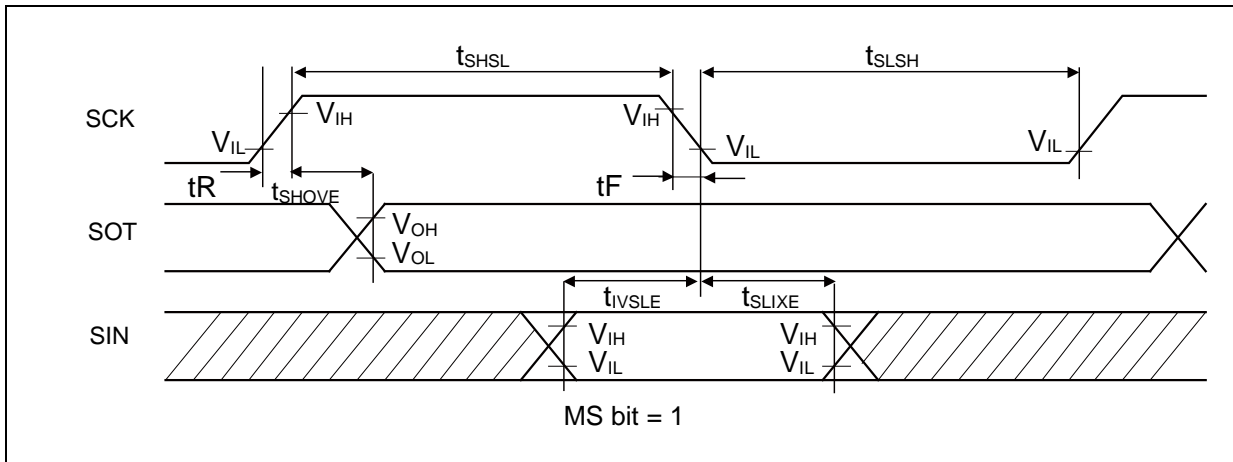 tSHSL
tSLSH
SCK
VIH
VIH
VIL
VIL
VIL
tR
tSHOVE
tF
SOT
VOH
VOL
tIVSLE
tSLIXE
SIN
VIH
VIH
VIL
VIL
MS bit = 1